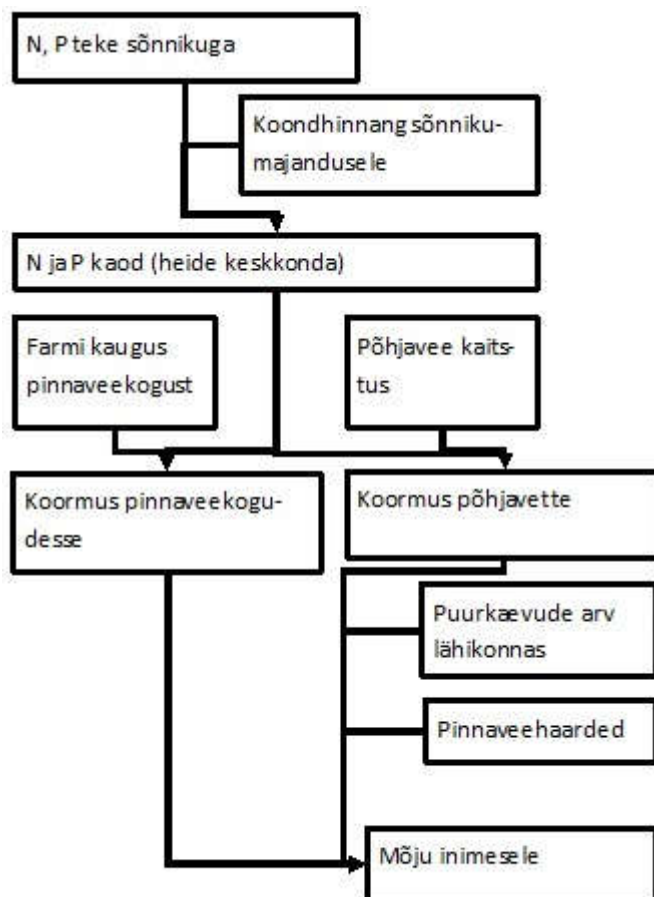 N, P teke sõnnikuga
Koondhinnang sõnniku-
majandusele
N ja P kaod (heide keskkonda)
Farmi kaugus
pinnaveekogust
Põhjavee kaits-
tus
Koormus pinnaveekogu-
desse
Koormus põhjavette
Puurkaevude arv
lähikonnas
Pinnaveehaarded
Mõju inimesele